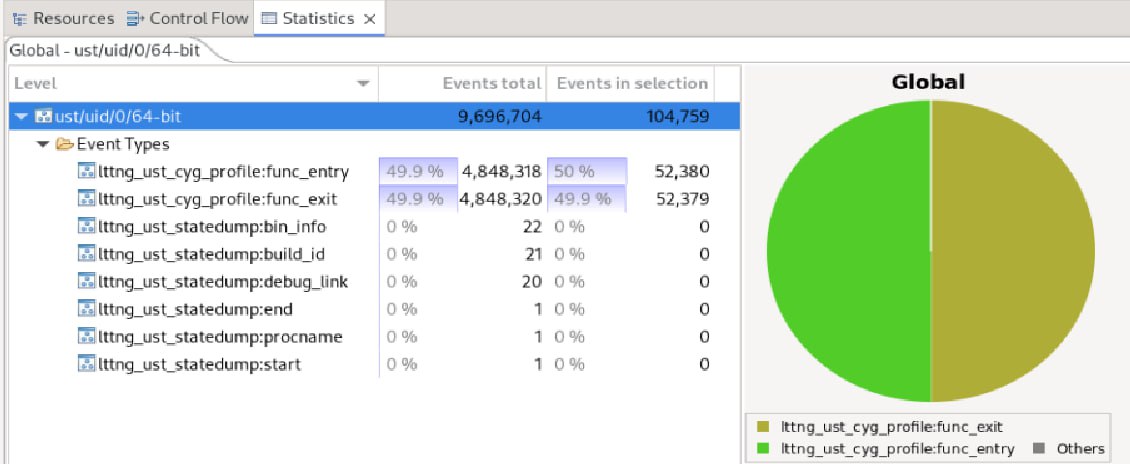 Resources Control Flow Statistics
Global - ust/uid/0/64-bit
Level Events total Events in selection
ust/uid/0/64-bit 9,696,704 104,759
Event Types
lttng_ust_cyg_profile:func_entry 49.9 % 4,848,318 50 % 52,380
lttng_ust_cyg_profile:func_exit 49.9 % 4,848,320 49.9 % 52,379
lttng_ust_statedump:bin_info 0 % 22 0 % 0
lttng_ust_statedump:build_id 0 % 21 0 % 0
lttng_ust_statedump:debug_link 0 % 20 0 % 0
lttng_ust_statedump:end 0 % 1 0 % 0
lttng_ust_statedump:procname 0 % 1 0 % 0
lttng_ust_statedump:start 0 % 1 0 % 0
Global
lttng_ust_cyg_profile:func_exit
lttng_ust_cyg_profile:func_entry Others